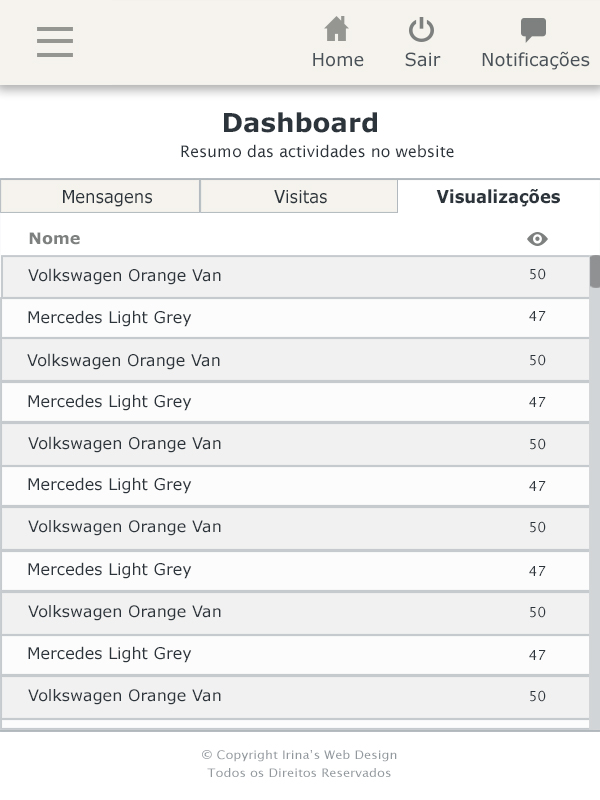 Home Sair Notificações
Dashboard
Resumo das actividades no website
Mensagens Visitas Visualizações
Nome
Volkswagen Orange Van 50
Mercedes Light Grey 47
Volkswagen Orange Van 50
Mercedes Light Grey 47
Volkswagen Orange Van 50
Mercedes Light Grey 47
Volkswagen Orange Van 50
Mercedes Light Grey 47
Volkswagen Orange Van 50
Mercedes Light Grey 47
Volkswagen Orange Van 50
© Copyright Irina's Web Design
Todos os Direitos Reservados